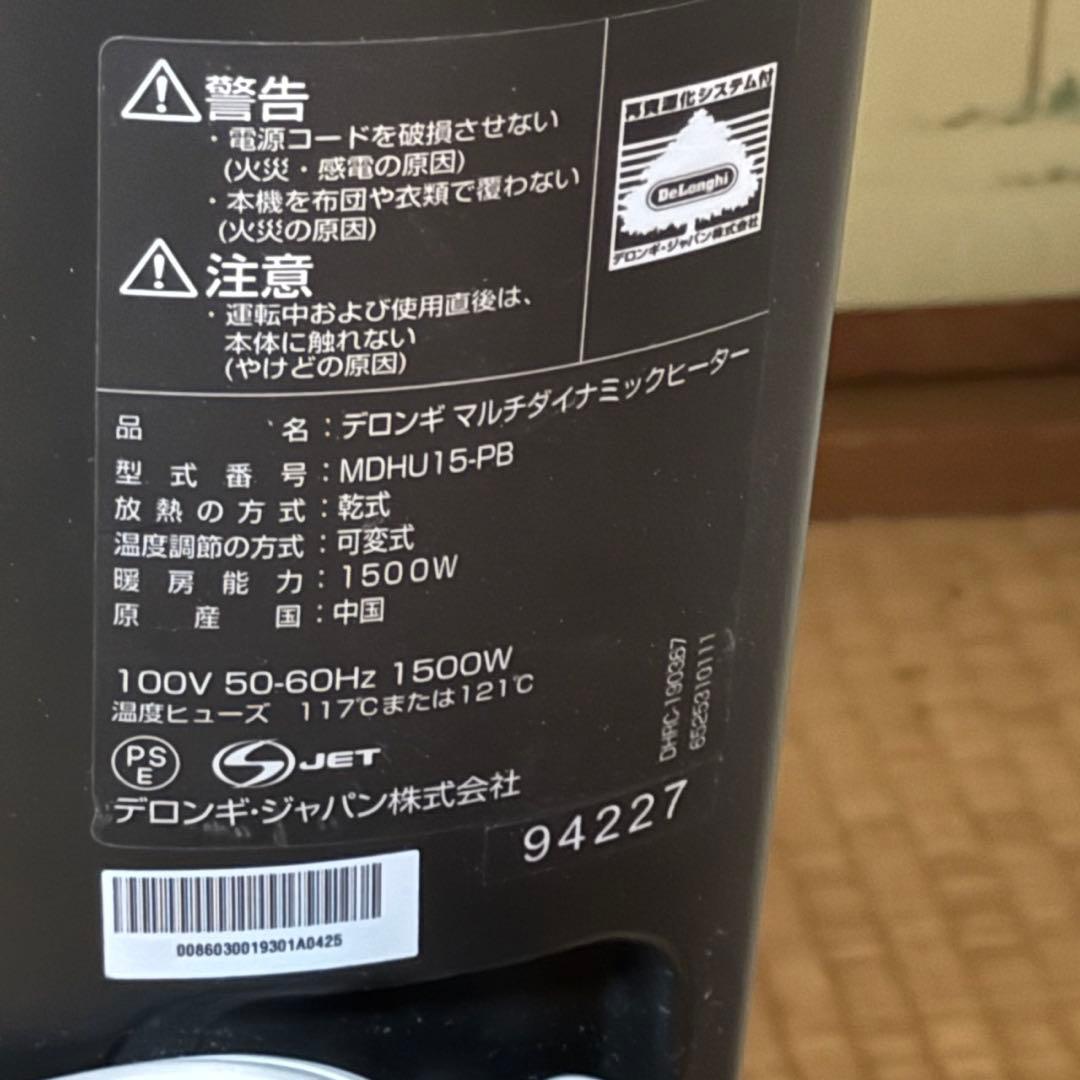 警告
・電源コードを破損させない
(火災・感電の原因)
・本機を布団や衣類で覆わない
(火災の原因)
注意
・運転中および使用直後は、
本体に触れない
(やけどの原因)
再資源化システム付
DeLonghi
デロンギ・ジャパン株式会社
品名:デロンギ マルチダイナミックヒーター
型式番号:MDHU15-PB
放熱の方式:乾式
温度調節の方式:可変式
暖房能力:1500W
原産国:中国
100V 50-60Hz 1500W
温度ヒューズ 117℃または121℃
PS
E
S JET
デロンギ・ジャパン株式会社
DHRC-190387
6525310111
94227
0086030019301A0425